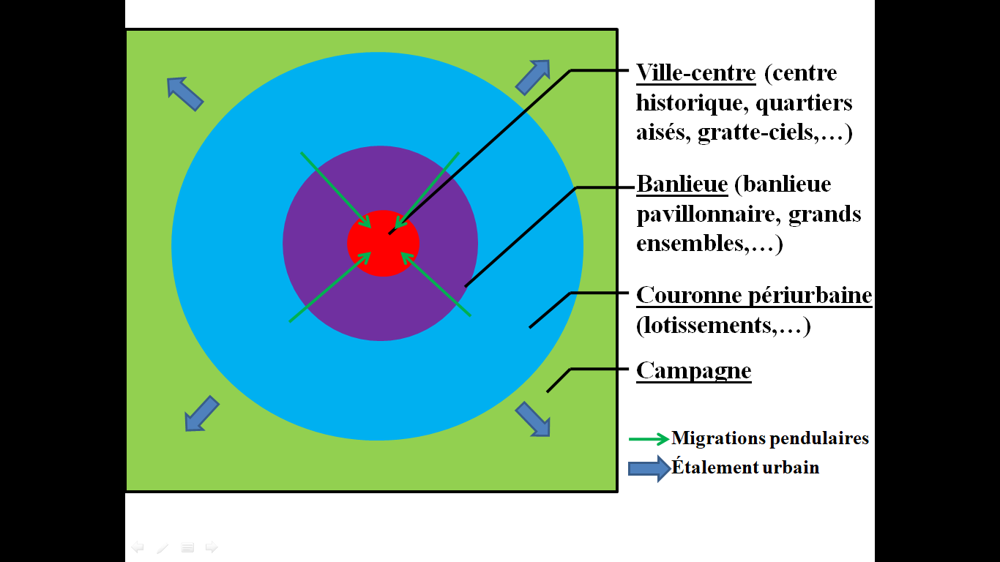 Ville-centre (centre
historique, quartiers
aisés, gratte-ciels,…)
Banlieue (banlieue
pavillonnaire, grands
ensembles,…)
Couronne périurbaine
(lotissements,…)
Campagne
Migrations pendulaires
Étalement urbain